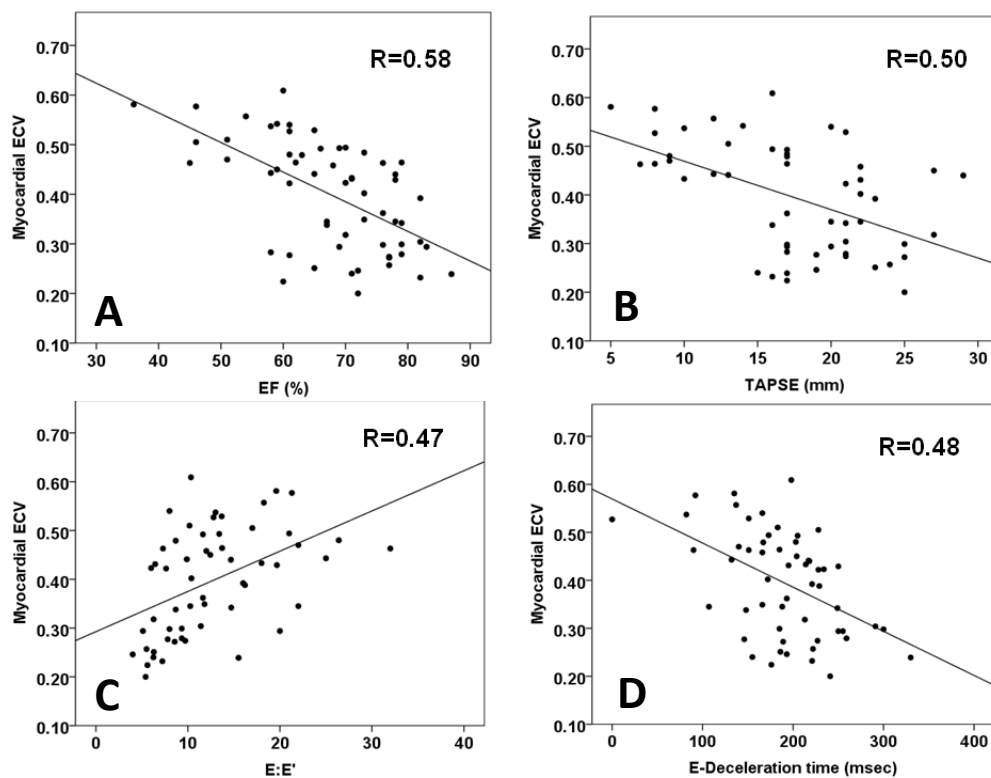 R=0.58
Myocardial ECV
0.70
0.60
0.50
0.40
0.30
0.20
0.10
A
30 40 50 60 70 80 90
EF (%)
R=0.50
Myocardial ECV
0.70
0.60
0.50
0.40
0.30
0.20
0.10
B
5 10 15 20 25 30
TAPSE (mm)
R=0.47
Myocardial ECV
0.70
0.60
0.50
0.40
0.30
0.20
0.10
C
0 10 20 30 40
E:E'
R=0.48
Myocardial ECV
0.70
0.60
0.50
0.40
0.30
0.20
0.10
D
0 100 200 300 400
E-Deceleration time (msec)